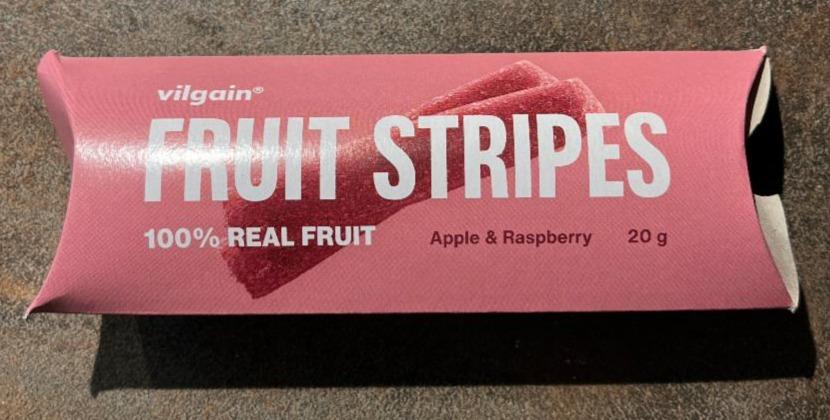 vilgain®
FRUIT STRIPES
100% REAL FRUIT Apple & Raspberry 20 g